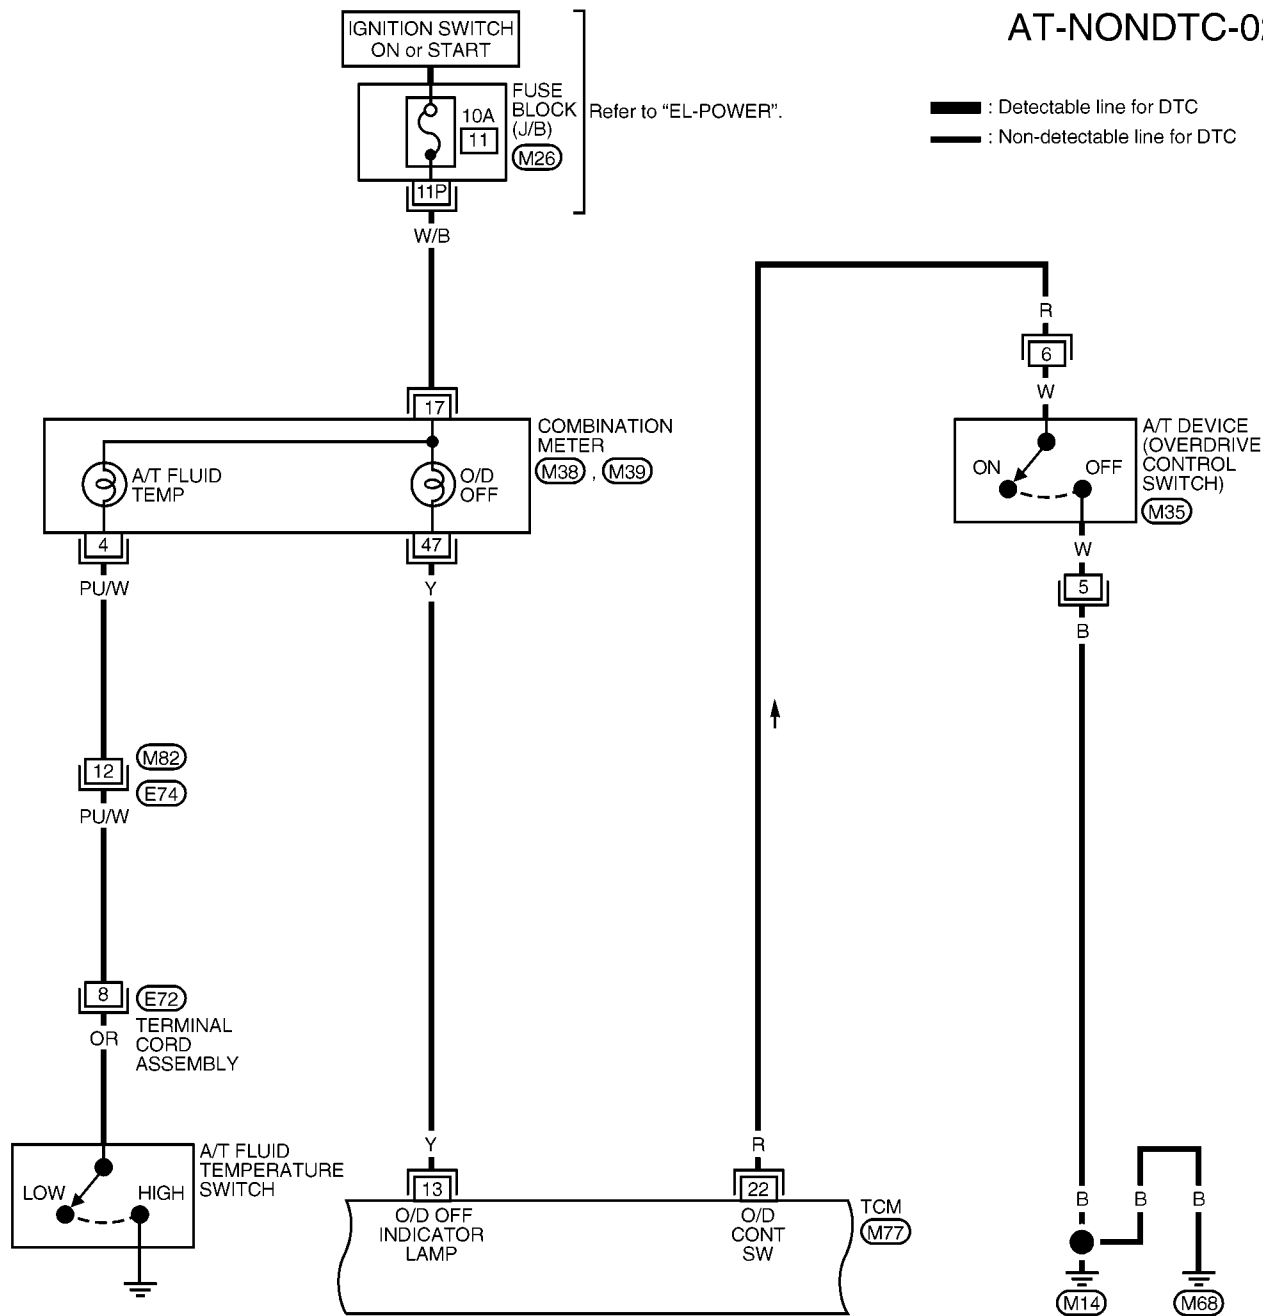 AT-NONDTC-02
IGNITION SWITCH
ON or START
FUSE
BLOCK
(J/B)
M26
10A
11
Refer to “EL-POWER”.
: Detectable line for DTC
: Non-detectable line for DTC
11P
W/B
R
6
W
17
COMBINATION
METER
M38 , M39
A/T FLUID
TEMP
O/D
OFF
A/T DEVICE
(OVERDRIVE
CONTROL
SWITCH)
M35
ON
OFF
4
47
W
PU/W
Y
5
B
12
M82
E74
PU/W
8
E72
OR
TERMINAL
CORD
ASSEMBLY
A/T FLUID
TEMPERATURE
SWITCH
LOW
HIGH
Y
R
13
22
O/D OFF
INDICATOR
LAMP
O/D
CONT
SW
TCM
M77
B
B
B
M14
M68